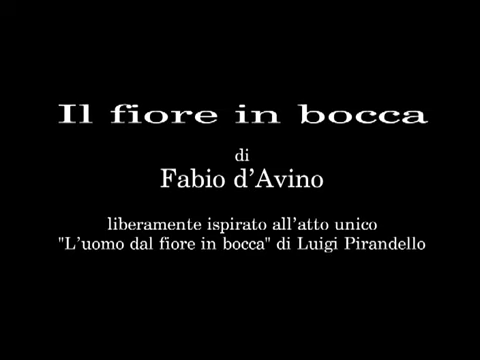 Il fiore in bocca
di
Fabio d’Avino
liberamente ispirato all’atto unico
"L’uomo dal fiore in bocca" di Luigi Pirandello